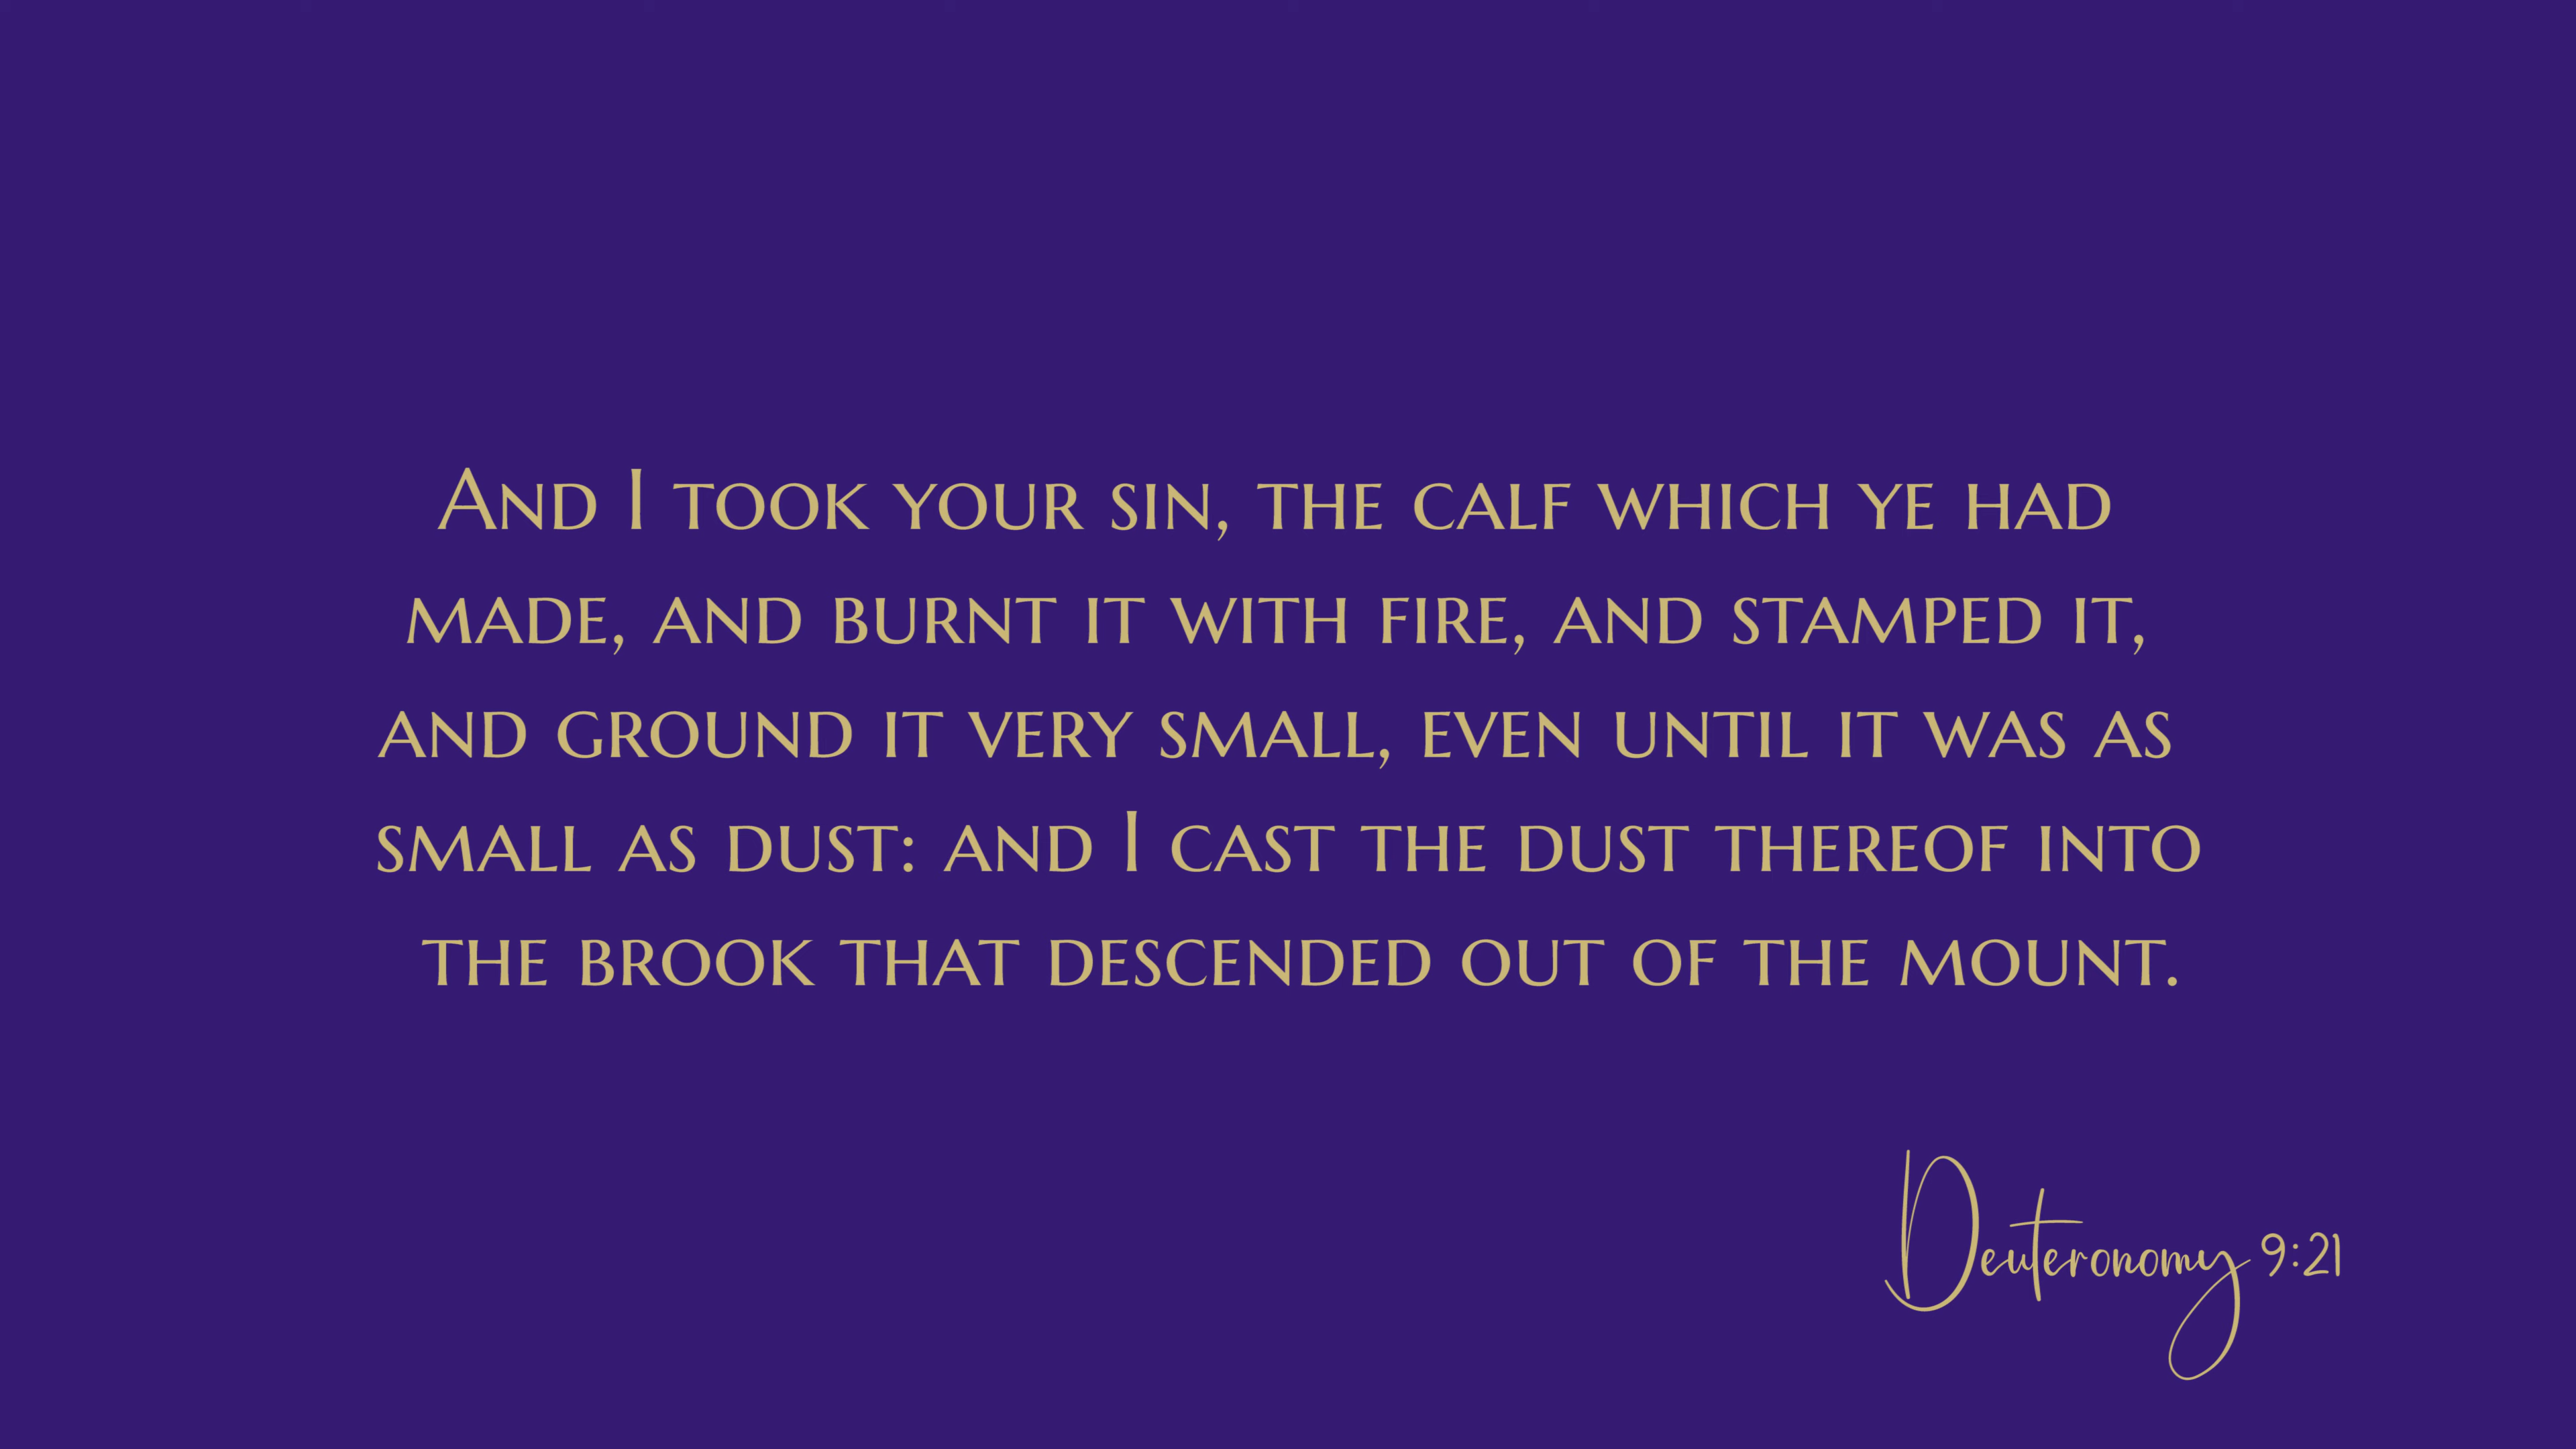 And I took your sin, the calf which ye had
made, and burnt it with fire, and stamped it,
and ground it very small, even until it was as
small as dust: and I cast the dust thereof into
the brook that descended out of the mount.
Deuteronomy 9:21